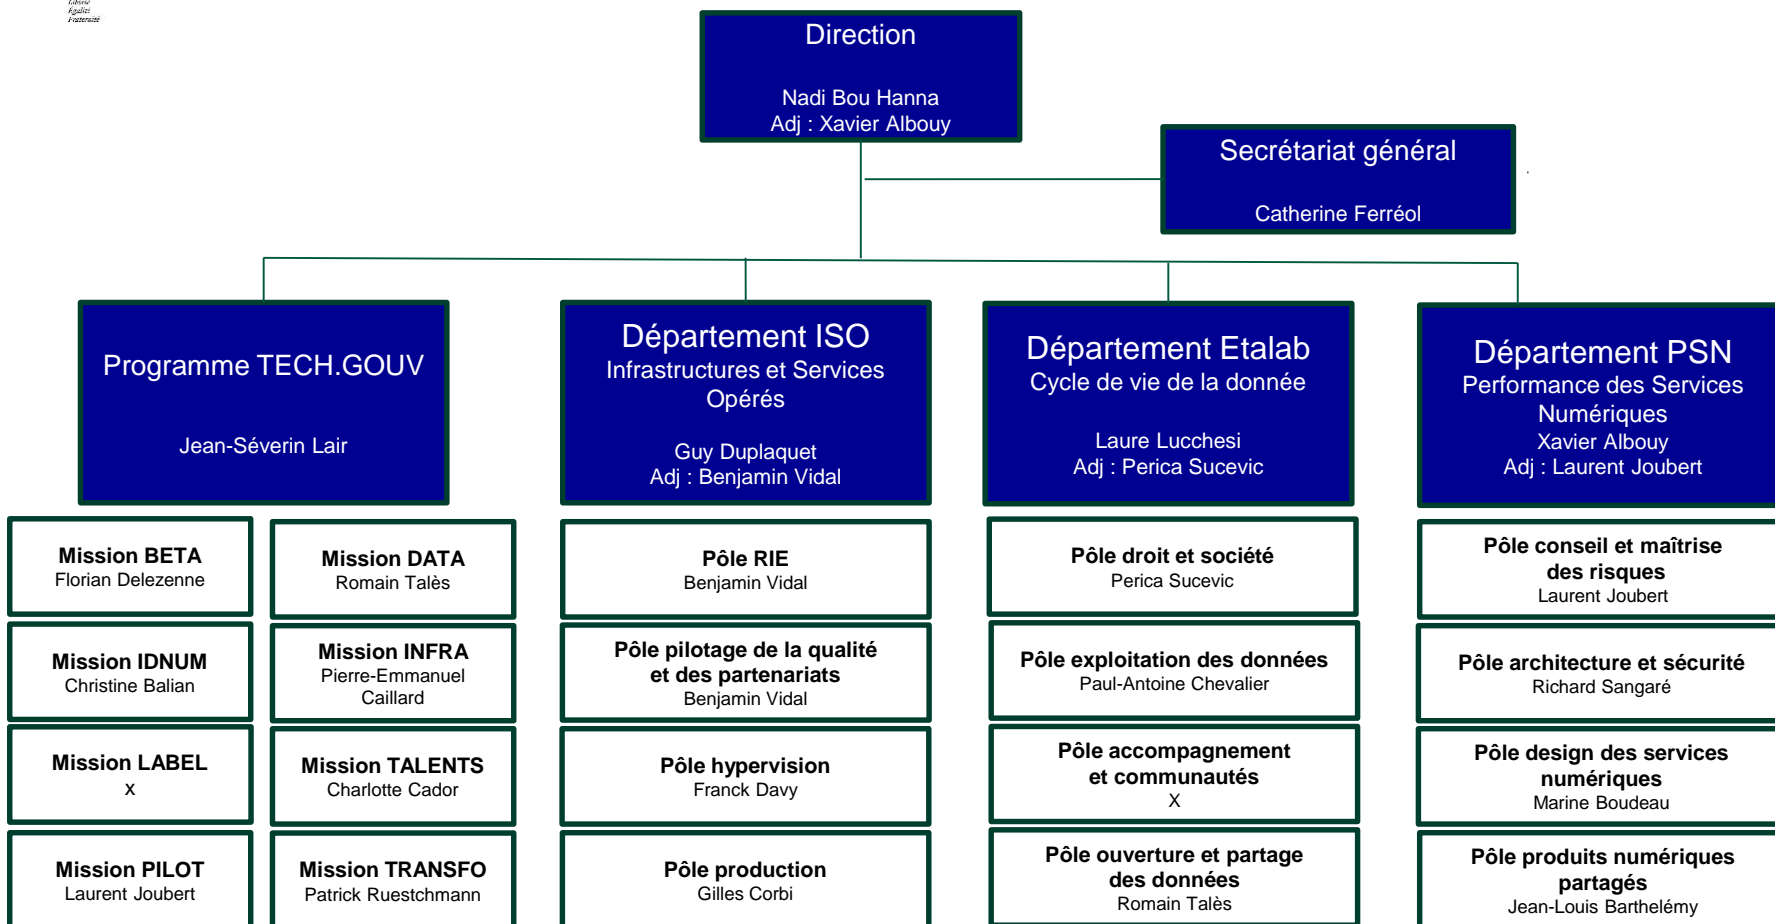 Liberté
Égalité
Fraternité
Direction
Nadi Bou Hanna
Adj : Xavier Albouy
Secrétariat général
Catherine Ferréol
Programme TECH.GOUV
Jean-Séverin Lair
Département ISO
Infrastructures et Services
Opérés
Guy Duplaquet
Adj : Benjamin Vidal
Département Etalab
Cycle de vie de la donnée
Laure Lucchesi
Adj : Perica Sucevic
Département PSN
Performance des Services
Numériques
Xavier Albouy
Adj : Laurent Joubert
Mission BETA
Florian Delezenne
Mission DATA
Romain Talès
Pôle RIE
Benjamin Vidal
Pôle droit et société
Perica Sucevic
Pôle conseil et maîtrise
des risques
Laurent Joubert
Mission IDNUM
Christine Balian
Mission INFRA
Pierre-Emmanuel
Caillard
Pôle pilotage de la qualité
et des partenariats
Benjamin Vidal
Pôle exploitation des données
Paul-Antoine Chevalier
Pôle architecture et sécurité
Richard Sangaré
Mission LABEL
x
Mission TALENTS
Charlotte Cador
Pôle hypervision
Franck Davy
Pôle accompagnement
et communautés
X
Pôle design des services
numériques
Marine Boudeau
Mission PILOT
Laurent Joubert
Mission TRANSFO
Patrick Ruestchmann
Pôle production
Gilles Corbi
Pôle ouverture et partage
des données
Romain Talès
Pôle produits numériques
partagés
Jean-Louis Barthelémy